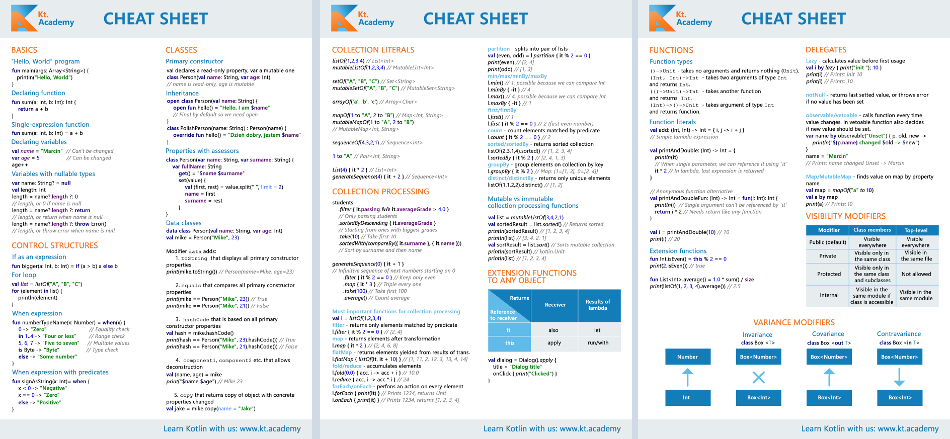 Kt. Academy
CHEAT SHEET
BASICS
"Hello, World" program
fun main(args: Array<String>) {
println("Hello, World")
}
Declaring function
fun sum(a: Int, b: Int): Int {
return a + b
}
Single-expression function
fun sum(a: Int, b: Int) = a + b
Declaring variables
val name = "Marcin" // Can't be changed
var age = 5 // Can be changed
age++
Variables with nullable types
var name: String? = null
val length: Int
length = name?.length ?: 0
// length, or 0 if name is null
length = name?.length ?: return
// length, or return when name is null
length = name?.length ?: throw Error()
// length, or throw error when name is null
CONTROL STRUCTURES
If as an expression
fun bigger(a: Int, b: Int) = if (a > b) a else b
For loop
val list = listOf("A", "B", "C")
for (element in list) {
println(element)
}
When expression
fun numberTypeName(x: Number) = when(x) {
0 -> "Zero" // Equality check
in 1..4 -> "Four or less" // Range check
5, 6, 7 -> "Five to seven" // Multiple values
is Byte -> "Byte" // Type check
else -> "Some number"
}
When expression with predicates
fun signAsString(x: Int)= when {
x < 0 -> "Negative"
x == 0 -> "Zero"
else -> "Positive"
}
CLASSES
Primary constructor
val declares a read-only property, var a mutable one
class Person(val name: String, var age: Int)
// name is read-only, age is mutable
Inheritance
open class Person(val name: String) {
open fun hello() = "Hello, I am $name"
// Final by default so we need open
}
class PolishPerson(name: String) : Person(name) {
override fun hello() = "Dzien dobry, jestem $name"
}
Properties with assessors
class Person(var name: String, var surname: String) {
var fullName: String
get() = "$name $surname"
set(value) {
val (first, rest) = value.split(" ", limit = 2)
name = first
surname = rest
}
}
Data classes
data class Person(val name: String, var age: Int)
val mike = Person("Mike", 23)
Modifier data adds:
1. toString that displays all primary constructor
properties
print(mike.toString()) // Person(name=Mike, age=23)
2. equals that compares all primary constructor
properties
print(mike == Person("Mike", 23)) // True
print(mike == Person("Mike", 21)) // False
3. hashCode that is based on all primary
constructor properties
val hash = mike.hashCode()
print(hash == Person("Mike", 23).hashCode()) // True
print(hash == Person("Mike", 21).hashCode()) // False
4. component1, component2 etc. that allows
deconstruction
val (name, age) = mike
print("$name $age") // Mike 23
5. copy that returns copy of object with concrete
properties changed
val jake = mike.copy(name = "Jake")
Kt. Academy
CHEAT SHEET
COLLECTION LITERALS
listOf(1,2,3,4) // List<Int>
mutableListOf(1,2,3,4) // MutableList<Int>
setOf("A", "B", "C") // Set<String>
mutableSetOf("A", "B", "C") // MutableSet<String>
arrayOf('a', 'b', 'c') // Array<Char>
mapOf(1 to "A", 2 to "B") // Map<Int, String>
mutableMapOf(1 to "A", 2 to "B")
// MutableMap<Int, String>
sequenceOf(4,3,2,1) // Sequence<Int>
1 to "A" // Pair<Int, String>
List(4) { it * 2 } // List<Int>
generateSequence(4) { it + 2 } // Sequence<Int>
COLLECTION PROCESSING
students
.filter { it.passing && it.averageGrade > 4.0 }
// Only passing students
.sortedByDescending { it.averageGrade }
// Starting from ones with biggest grades
.take(10) // Take first 10
.sortedWith(compareBy({ it.surname }, { it.name }))
// Sort by surname and then name
generateSequence(0) { it + 1 }
// Infinitive sequence of next numbers starting on 0
.filter { it % 2 == 0 } // Keep only even
.map { it * 3 } // Triple every one
.take(100) // Take first 100
.average() // Count average
Most important functions for collection processing
val l = listOf(1,2,3,4)
filter - returns only elements matched by predicate
l.filter { it % 2 == 0 } // [2, 4]
map - returns elements after transformation
l.map { it * 2 } // [2, 4, 6, 8]
flatMap - returns elements yielded from results of trans.
l.flatMap { listOf(it, it + 10) } // [1, 11, 2, 12, 3, 13, 4, 14]
fold/reduce - accumulates elements
l.fold(0.0) { acc, i -> acc + i } // 10.0
l.reduce { acc, i -> acc * i } // 24
forEach/onEach - perfons an action on every element
l.forEach { print(it) } // Prints 1234, returns Unit
l.onEach { print(it) } // Prints 1234, returns [1, 2, 3, 4]
partition - splits into pair of lists
val (even, odd) = l.partition { it % 2 == 0 }
print(even) // [2, 4]
print(odd) // [1, 3]
min/max/minBy/maxBy
l.min() // 1, possible because we can compare Int
l.minBy { -it } // 4
l.max() // 4, possible because we can compare Int
l.maxBy { -it } // 1
first/firstBy
l.first() // 1
l.first { it % 2 == 0 } // 2 (first even number)
count - count elements matched by predicate
l.count { it % 2 == 0 } // 2
sorted/sortedBy - returns sorted collection
listOf(2,3,1,4).sorted() // [1, 2, 3, 4]
l.sortedBy { it % 2 } // [2, 4, 1, 3]
groupBy - group elements on collection by key
l.groupBy { it % 2 } // Map: {1=[1, 3], 0=[2, 4]}
distinct/distinctBy - returns only unique elements
listOf(1,1,2,2).distinct() // [1, 2]
Mutable vs immutable
collection processing functions
val list = mutableListOf(3,4,2,1)
val sortedResult = list.sorted() // Returns sorted
println(sortedResult) // [1, 2, 3, 4]
println(list) // [3, 4, 2, 1]
val sortResult = list.sort() // Sorts mutable collection
println(sortResult) // kotlin.Unit
println(list) // [1, 2, 3, 4]
EXTENSION FUNCTIONS
TO ANY OBJECT
Returns
Reference
to receiver
Receiver
Results of
lambda
it also let
this apply run/with
val dialog = Dialog().apply {
title = "Dialog title"
onClick { print("Clicked") }
}
Kt. Academy
CHEAT SHEET
FUNCTIONS
Function types
()->Unit - takes no arguments and returns nothing (Unit).
(Int, Int)->Int - takes two arguments of type Int
and returns Int.
(()->Unit)->Int - takes another function
and returns Int.
(Int)->()->Int - takes argument of type Int
and returns function.
Function literals
val add: (Int, Int) -> Int = { i, j -> i + j }
// Simple lambda expression
val printAndDouble: (Int) -> Int = {
println(it)
// When single parameter, we can reference it using `it`
it * 2 // In lambda, last expression is returned
}
// Anonymous function alternative
val printAndDoubleFun: (Int) -> Int = fun(i: Int): Int {
println(i) // Single argument can't be referenced by `it`
return i * 2 // Needs return like any function
}
val i = printAndDouble(10) // 10
print(i) // 20
Extension functions
fun Int.isEven() = this % 2 == 0
print(2.isEven()) // true
fun List<Int>.average() = 1.0 * sum() / size
print(listOf(1, 2, 3, 4).average()) // 2.5
DELEGATES
Lazy - calculates value before first usage
val i by lazy { print("init "); 10 }
print(i) // Prints: init 10
print(i) // Prints: 10
notNull - returns last setted value, or throws error
if no value has been set
observable/vetoable - calls function every time
value changes. In vetoable function also decides
if new value should be set.
var name by observable("Unset") { p, old, new ->
println("${p.name} changed $old -> $new")
}
name = "Marcin"
// Prints: name changed Unset -> Marcin
Map/MutableMap - finds value on map by property
name
val map = mapOf("a" to 10)
val a by map
print(a) // Prints: 10
VISIBILITY MODIFIERS
Modifier Class members Top-level
Public (default) Visible everywhere Visible everywhere
Private Visible only in the same class Visible in the same file
Protected Visible only in the same class and subclasses Not allowed
Internal Visible in the same module if class is accessible Visible in the same module
VARIANCE MODIFIERS
Invariance
class Box <T>
Covariance
class Box <out T>
Contravariance
class Box <in T>
Number Box<Number> Box<Number> Box<Number>
Int Box<Int> Box<Int> Box<Int>
Learn Kotlin with us: www.kt.academy
Learn Kotlin with us: www.kt.academy
Learn Kotlin with us: www.kt.academy